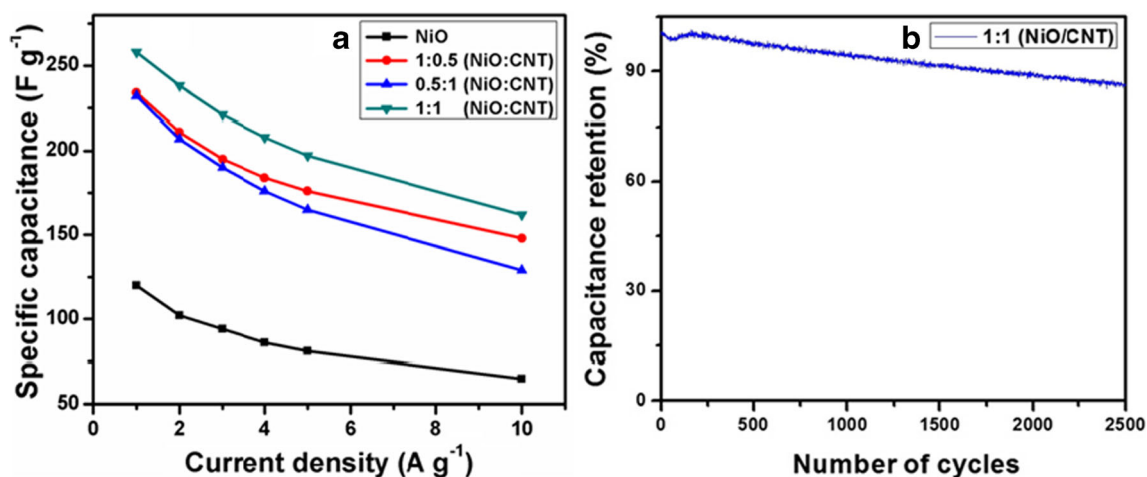 a
NiO
1:0.5 (NiO:CNT)
0.5:1 (NiO:CNT)
1:1 (NiO:CNT)
Specific capacitance (F g⁻¹)
250
200
150
100
50
0 2 4 6 8 10
Current density (A g⁻¹)
b
1:1 (NiO/CNT)
Capacitance retention (%)
90
60
30
0
0 500 1000 1500 2000 2500
Number of cycles